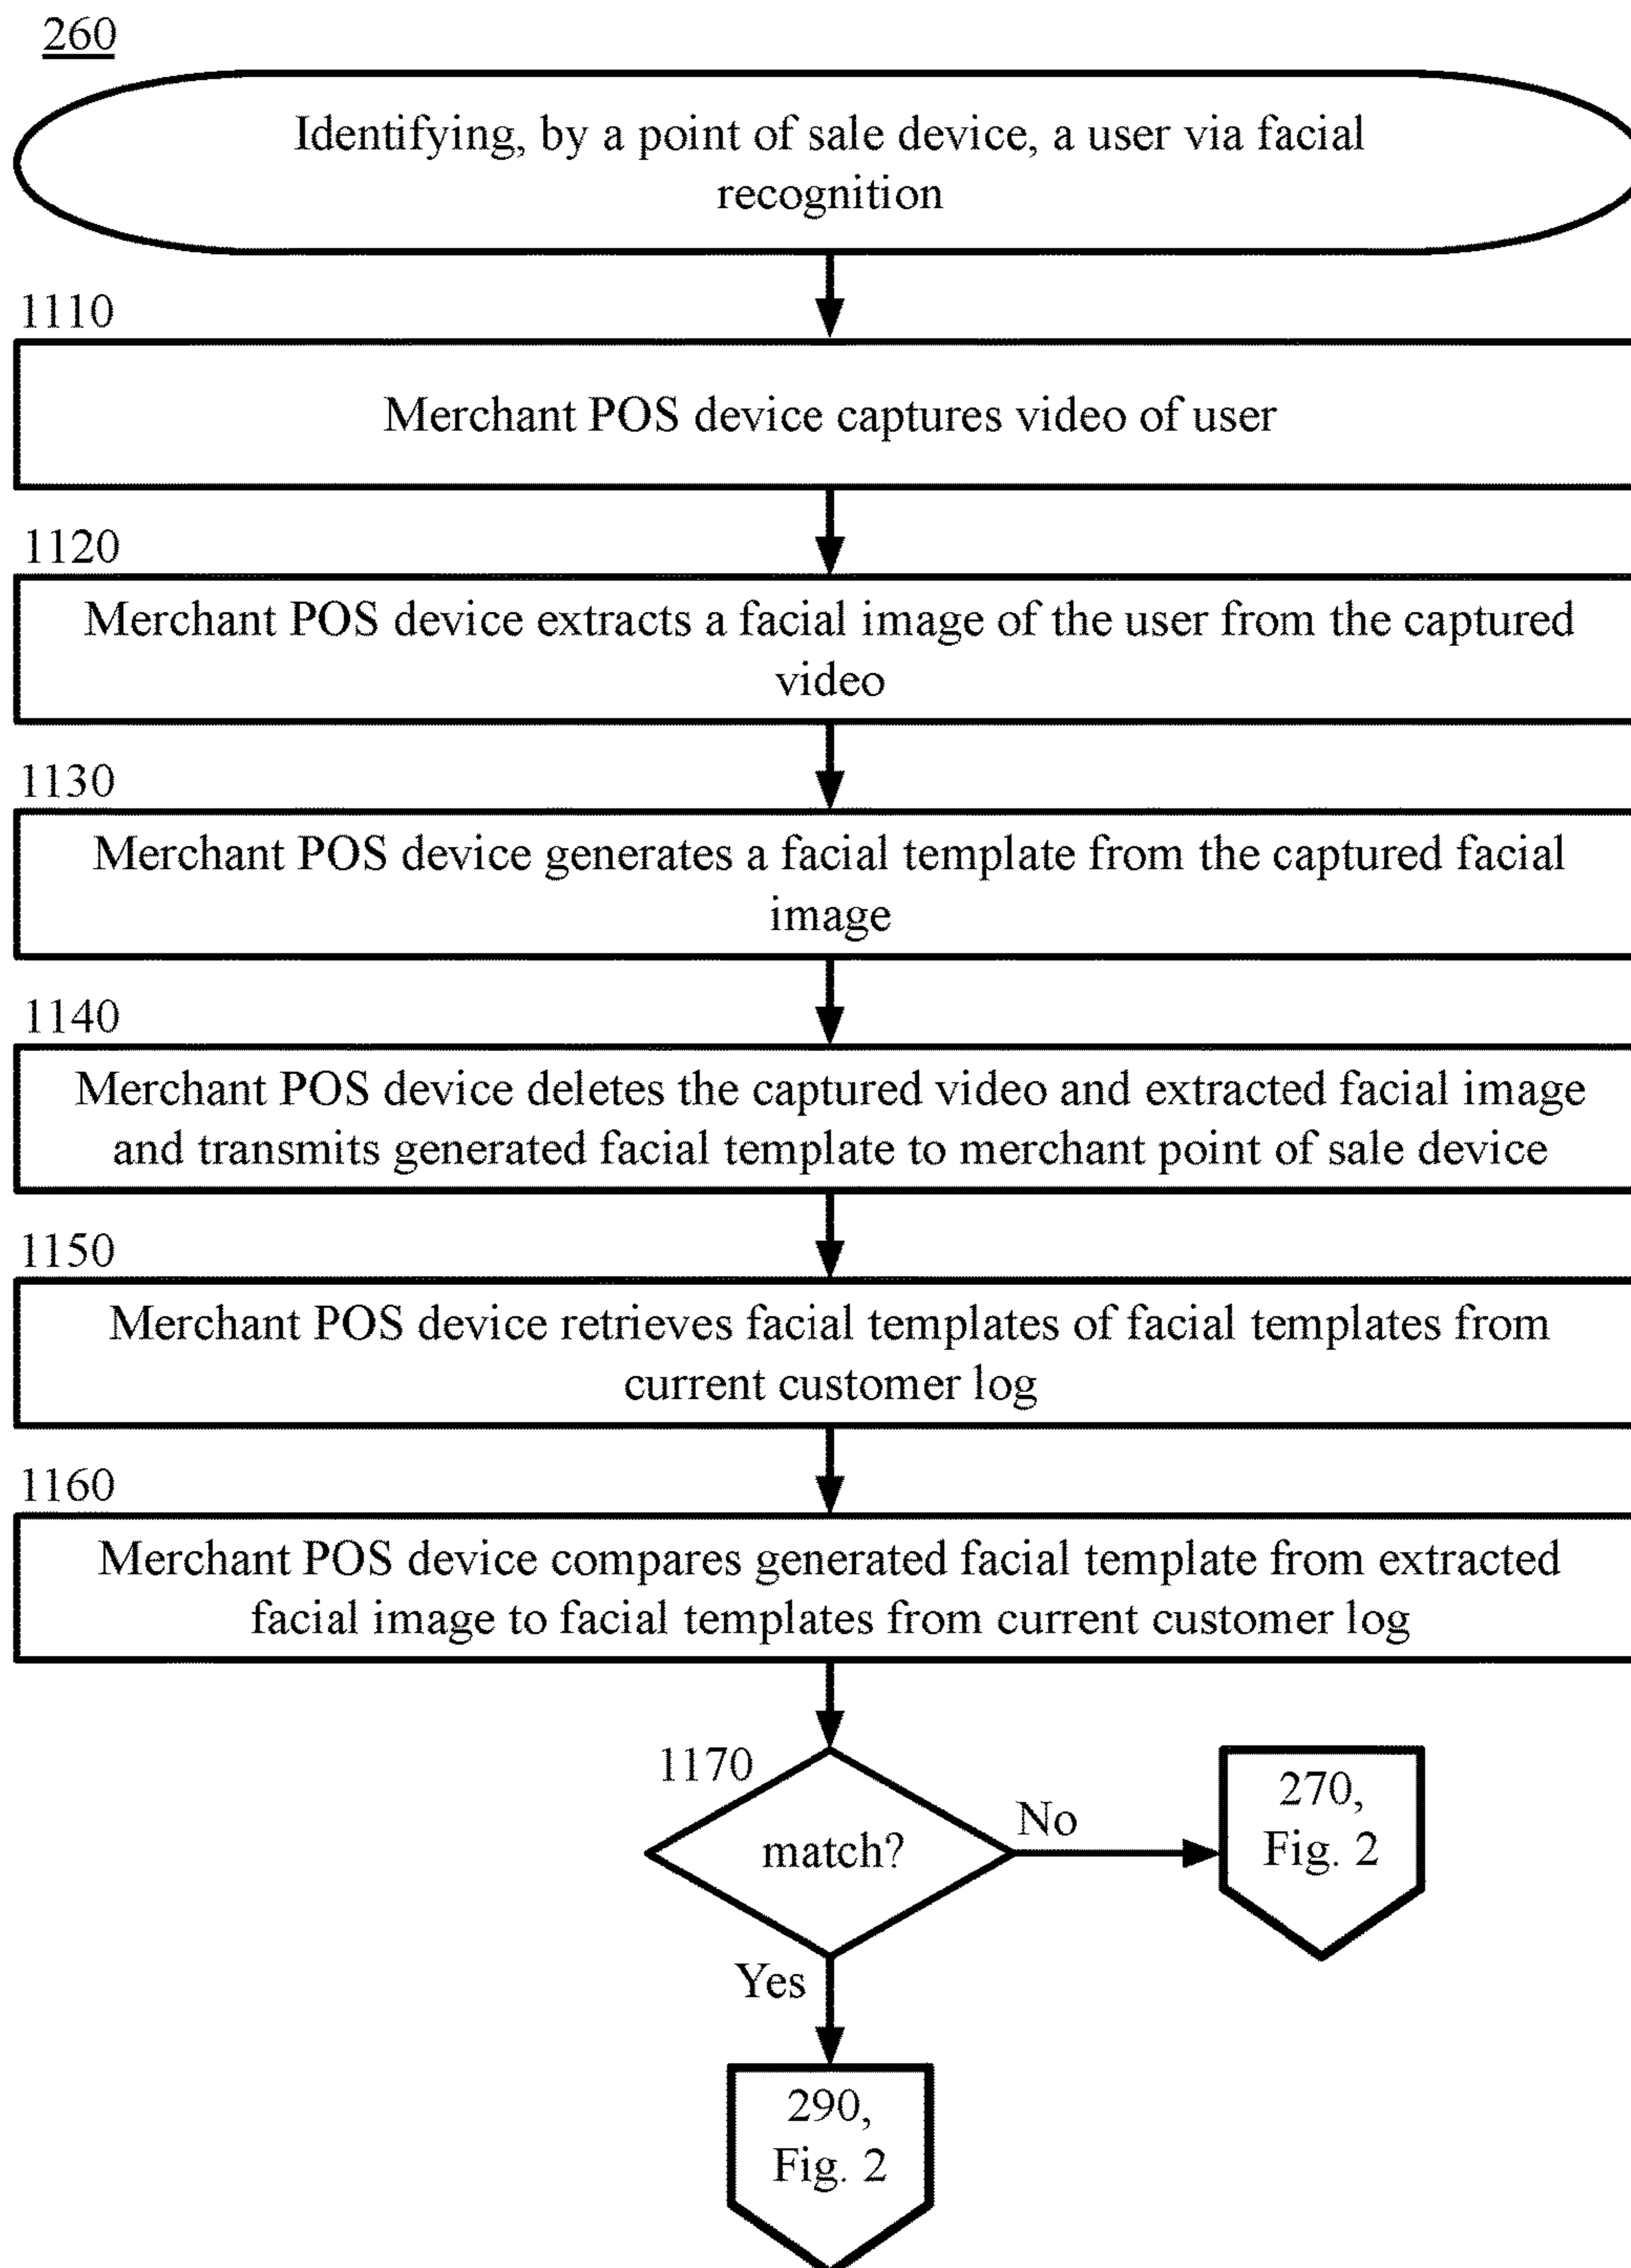 260
Identifying, by a point of sale device, a user via facial
recognition
1110
Merchant POS device captures video of user
1120
Merchant POS device extracts a facial image of the user from the captured
video
1130
Merchant POS device generates a facial template from the captured facial
image
1140
Merchant POS device deletes the captured video and extracted facial image
and transmits generated facial template to merchant point of sale device
1150
Merchant POS device retrieves facial templates of facial templates from
current customer log
1160
Merchant POS device compares generated facial template from extracted
facial image to facial templates from current customer log
1170
match?
No
270,
Fig. 2
Yes
290,
Fig. 2